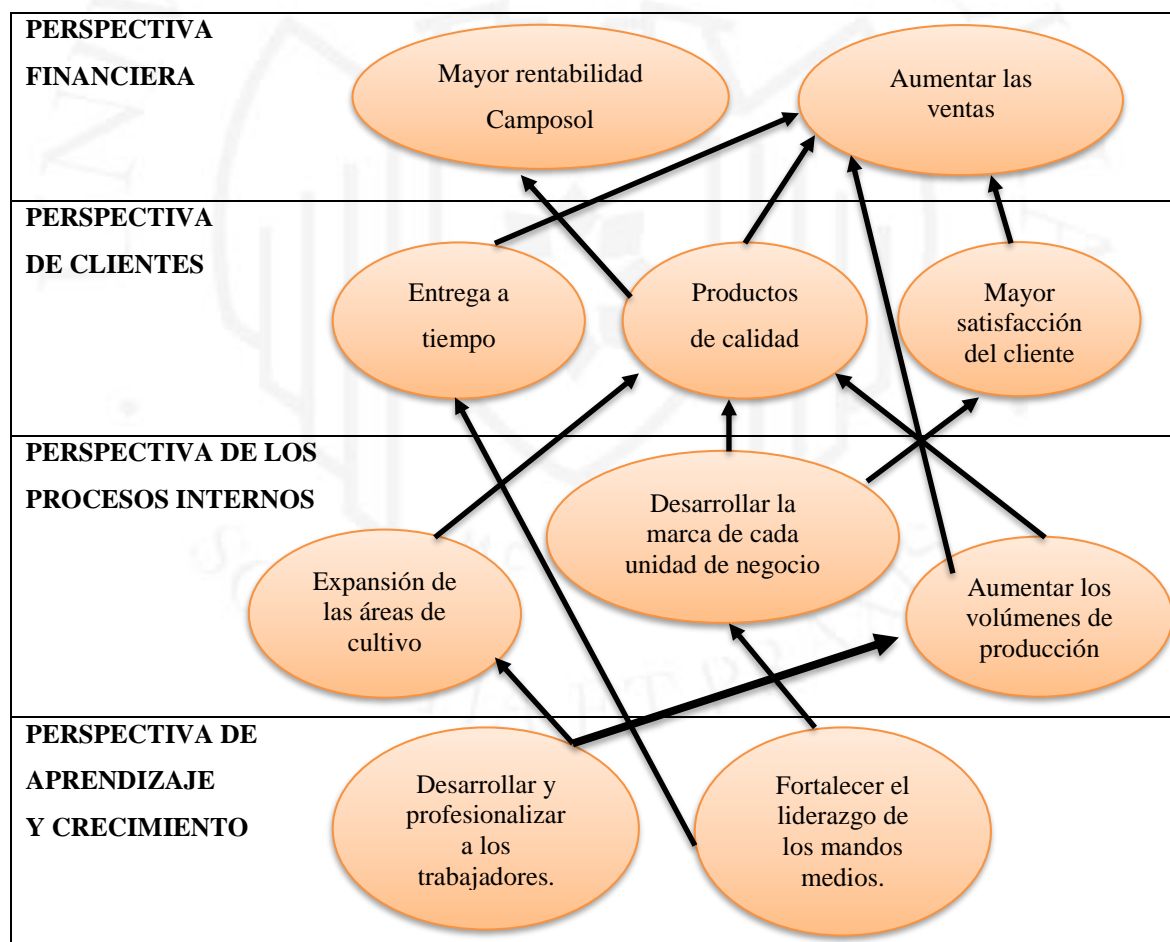 PERSPECTIVA
FINANCIERA
Mayor rentabilidad
Camposol
Aumentar las
ventas
PERSPECTIVA
DE CLIENTES
Entrega a
tiempo
Productos
de calidad
Mayor
satisfacción
del cliente
PERSPECTIVA DE LOS
PROCESOS INTERNOS
Expansión de
las áreas de
cultivo
Desarrollar la
marca de cada
unidad de negocio
Aumentar los
volúmenes de
producción
PERSPECTIVA DE
APRENDIZAJE
Y CRECIMIENTO
Desarrollar y
profesionalizar
a los
trabajadores.
Fortalecer el
liderazgo de
los mandos
medios.